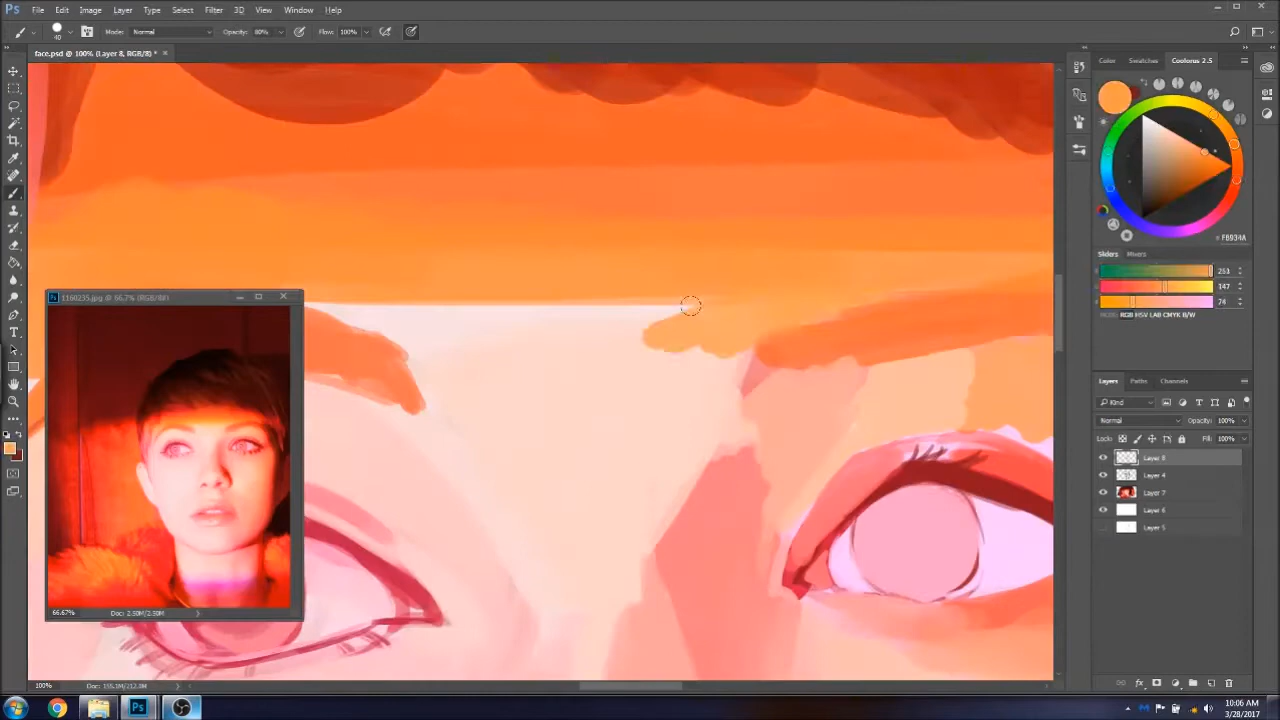 Ps File Edit Image Layer Type Select Filter 3D View Window Help
40 Mode: Normal Opacity: 80% Flow: 100%
face.psd @ 100% (Layer 8, RGB/8) *
Color Swatches Coolorus 2.5
F8934A
Sliders Mixers
253
147
74
MODE: RGB HSV LAB CMYK B/W
Layers Paths Channels
Kind
Normal Opacity: 100%
Lock: Fill: 100%
Layer 8
Layer 4
Layer 7
Layer 6
Layer 5
1160235.jpg @ 66.7% (RGB/8#)
66.67% Doc: 2.50M/2.50M
100% Doc: 135.1M/212.3M
Ps
10:06 AM
3/28/2017